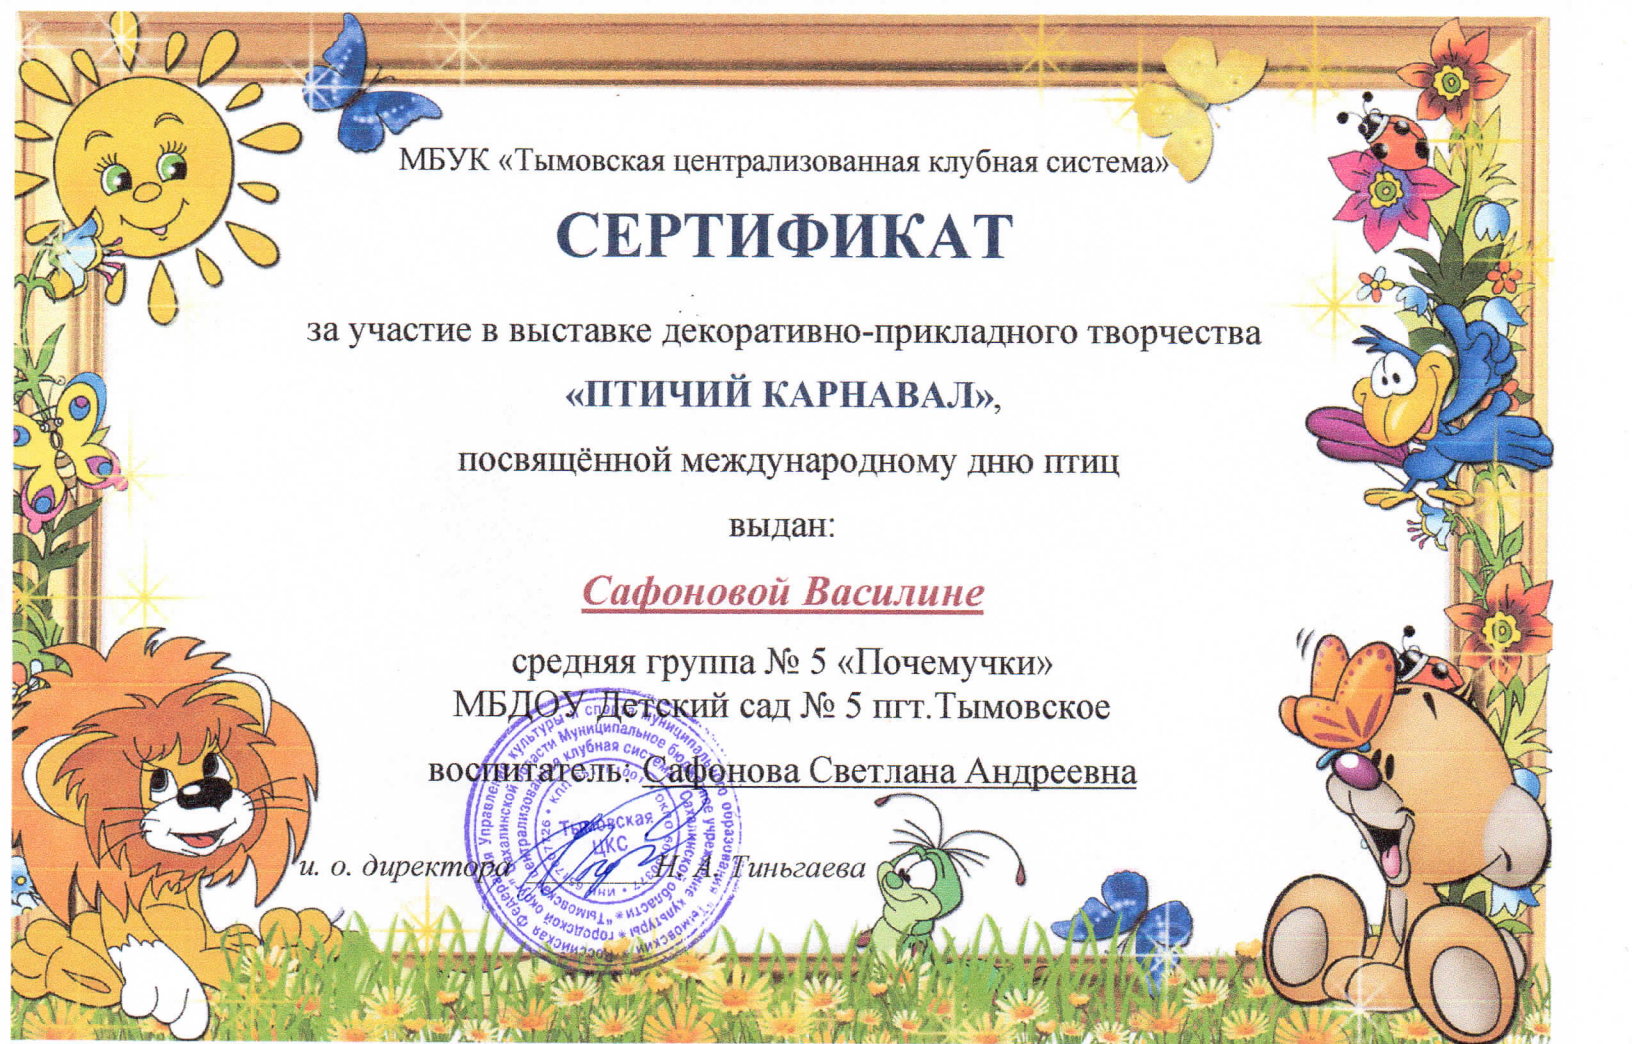 МБУК «Тымовская централизованная клубная система»
СЕРТИФИКАТ
за участие в выставке декоративно-прикладного творчества
«ПТИЧИЙ КАРНАВАЛ»,
посвящённой международному дню птиц
выдан:
Сафоновой Василине
средняя группа № 5 «Почемучки»
МБДОУ Детский сад № 5 пгт.Тымовское
воспитатель: Сафонова Светлана Андреевна
и. о. директора Н. А. Тиньгаева
Тымовская
ЦКС